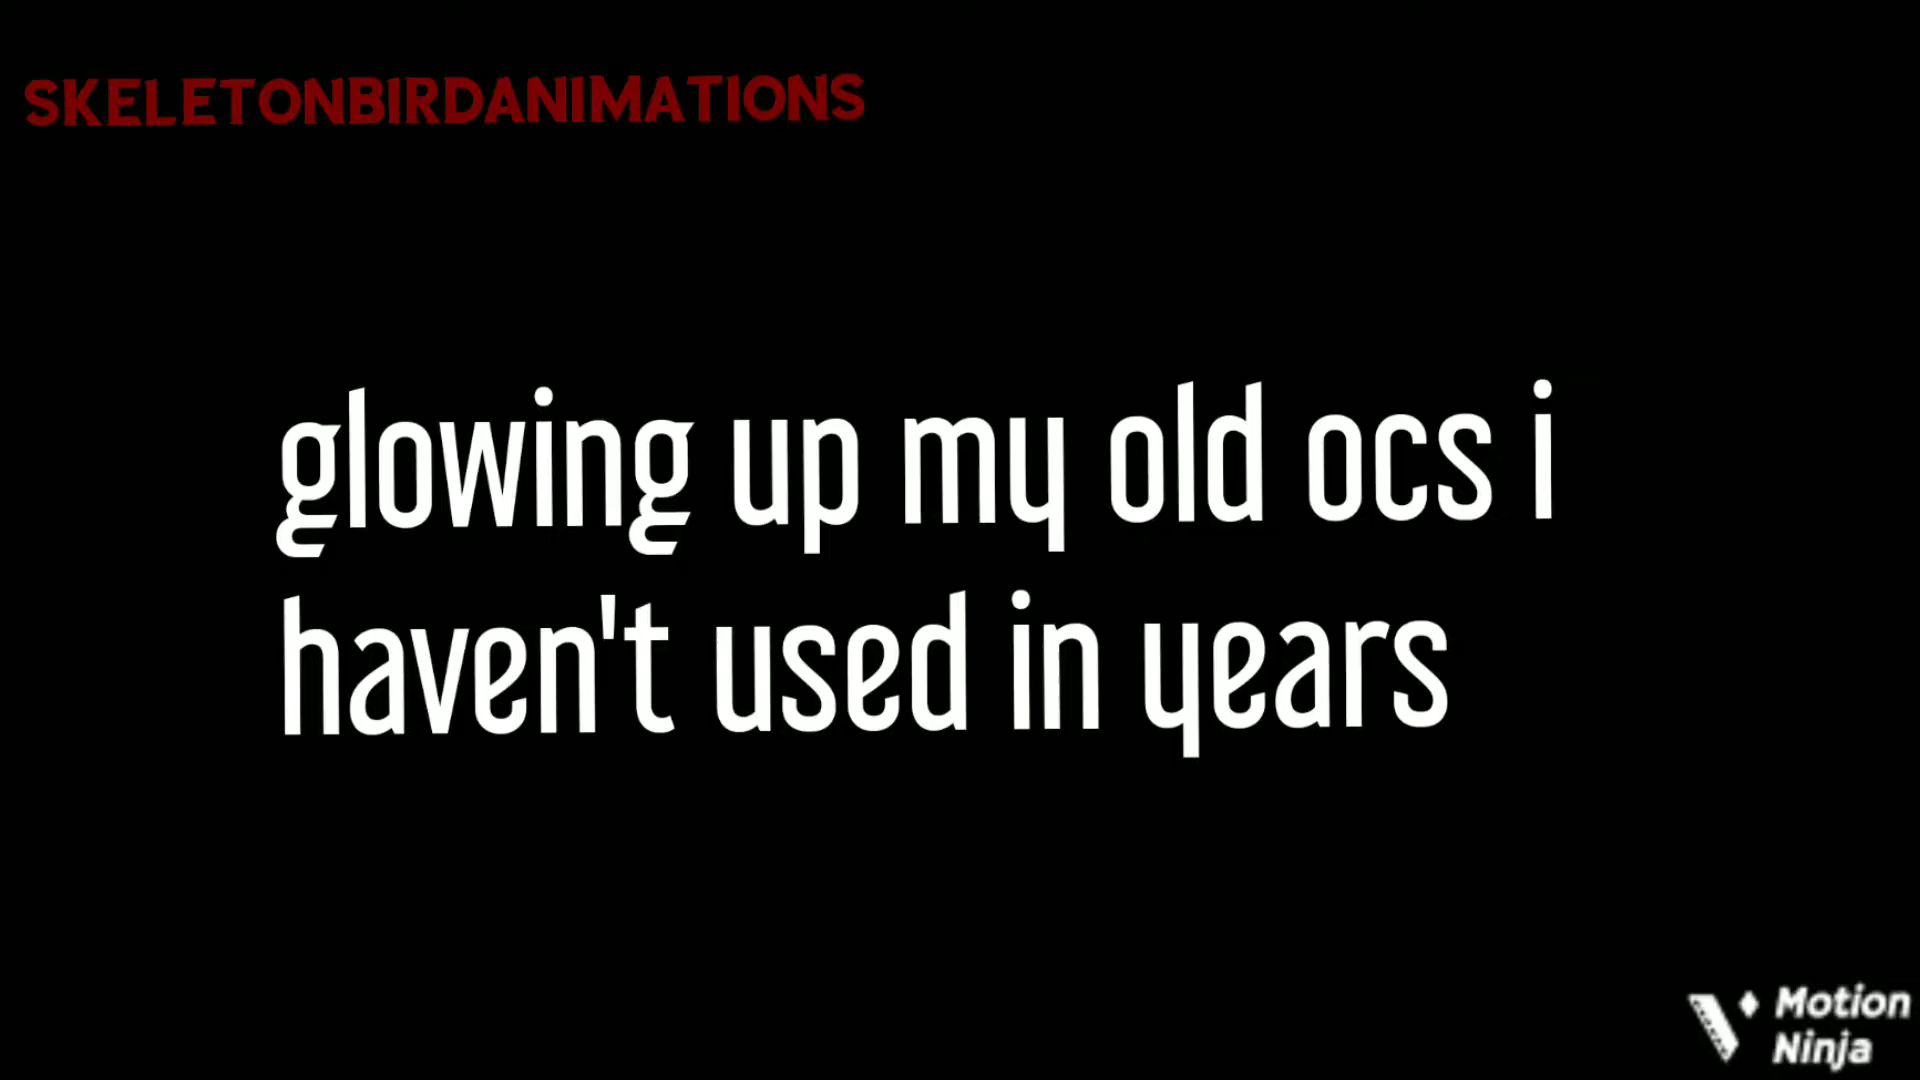 SKELETONBIRDANIMATIONS
glowing up my old ocs i
haven't used in years
Motion
Ninja